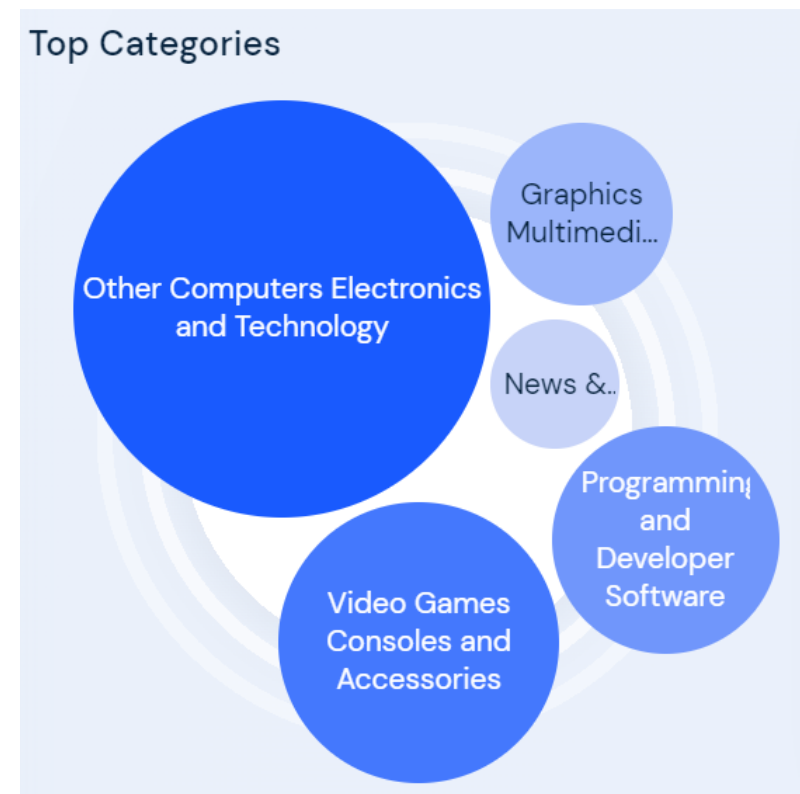 Top Categories
Other Computers Electronics
and Technology
Graphics
Multimedi...
News &..
Programming
and
Developer
Software
Video Games
Consoles and
Accessories